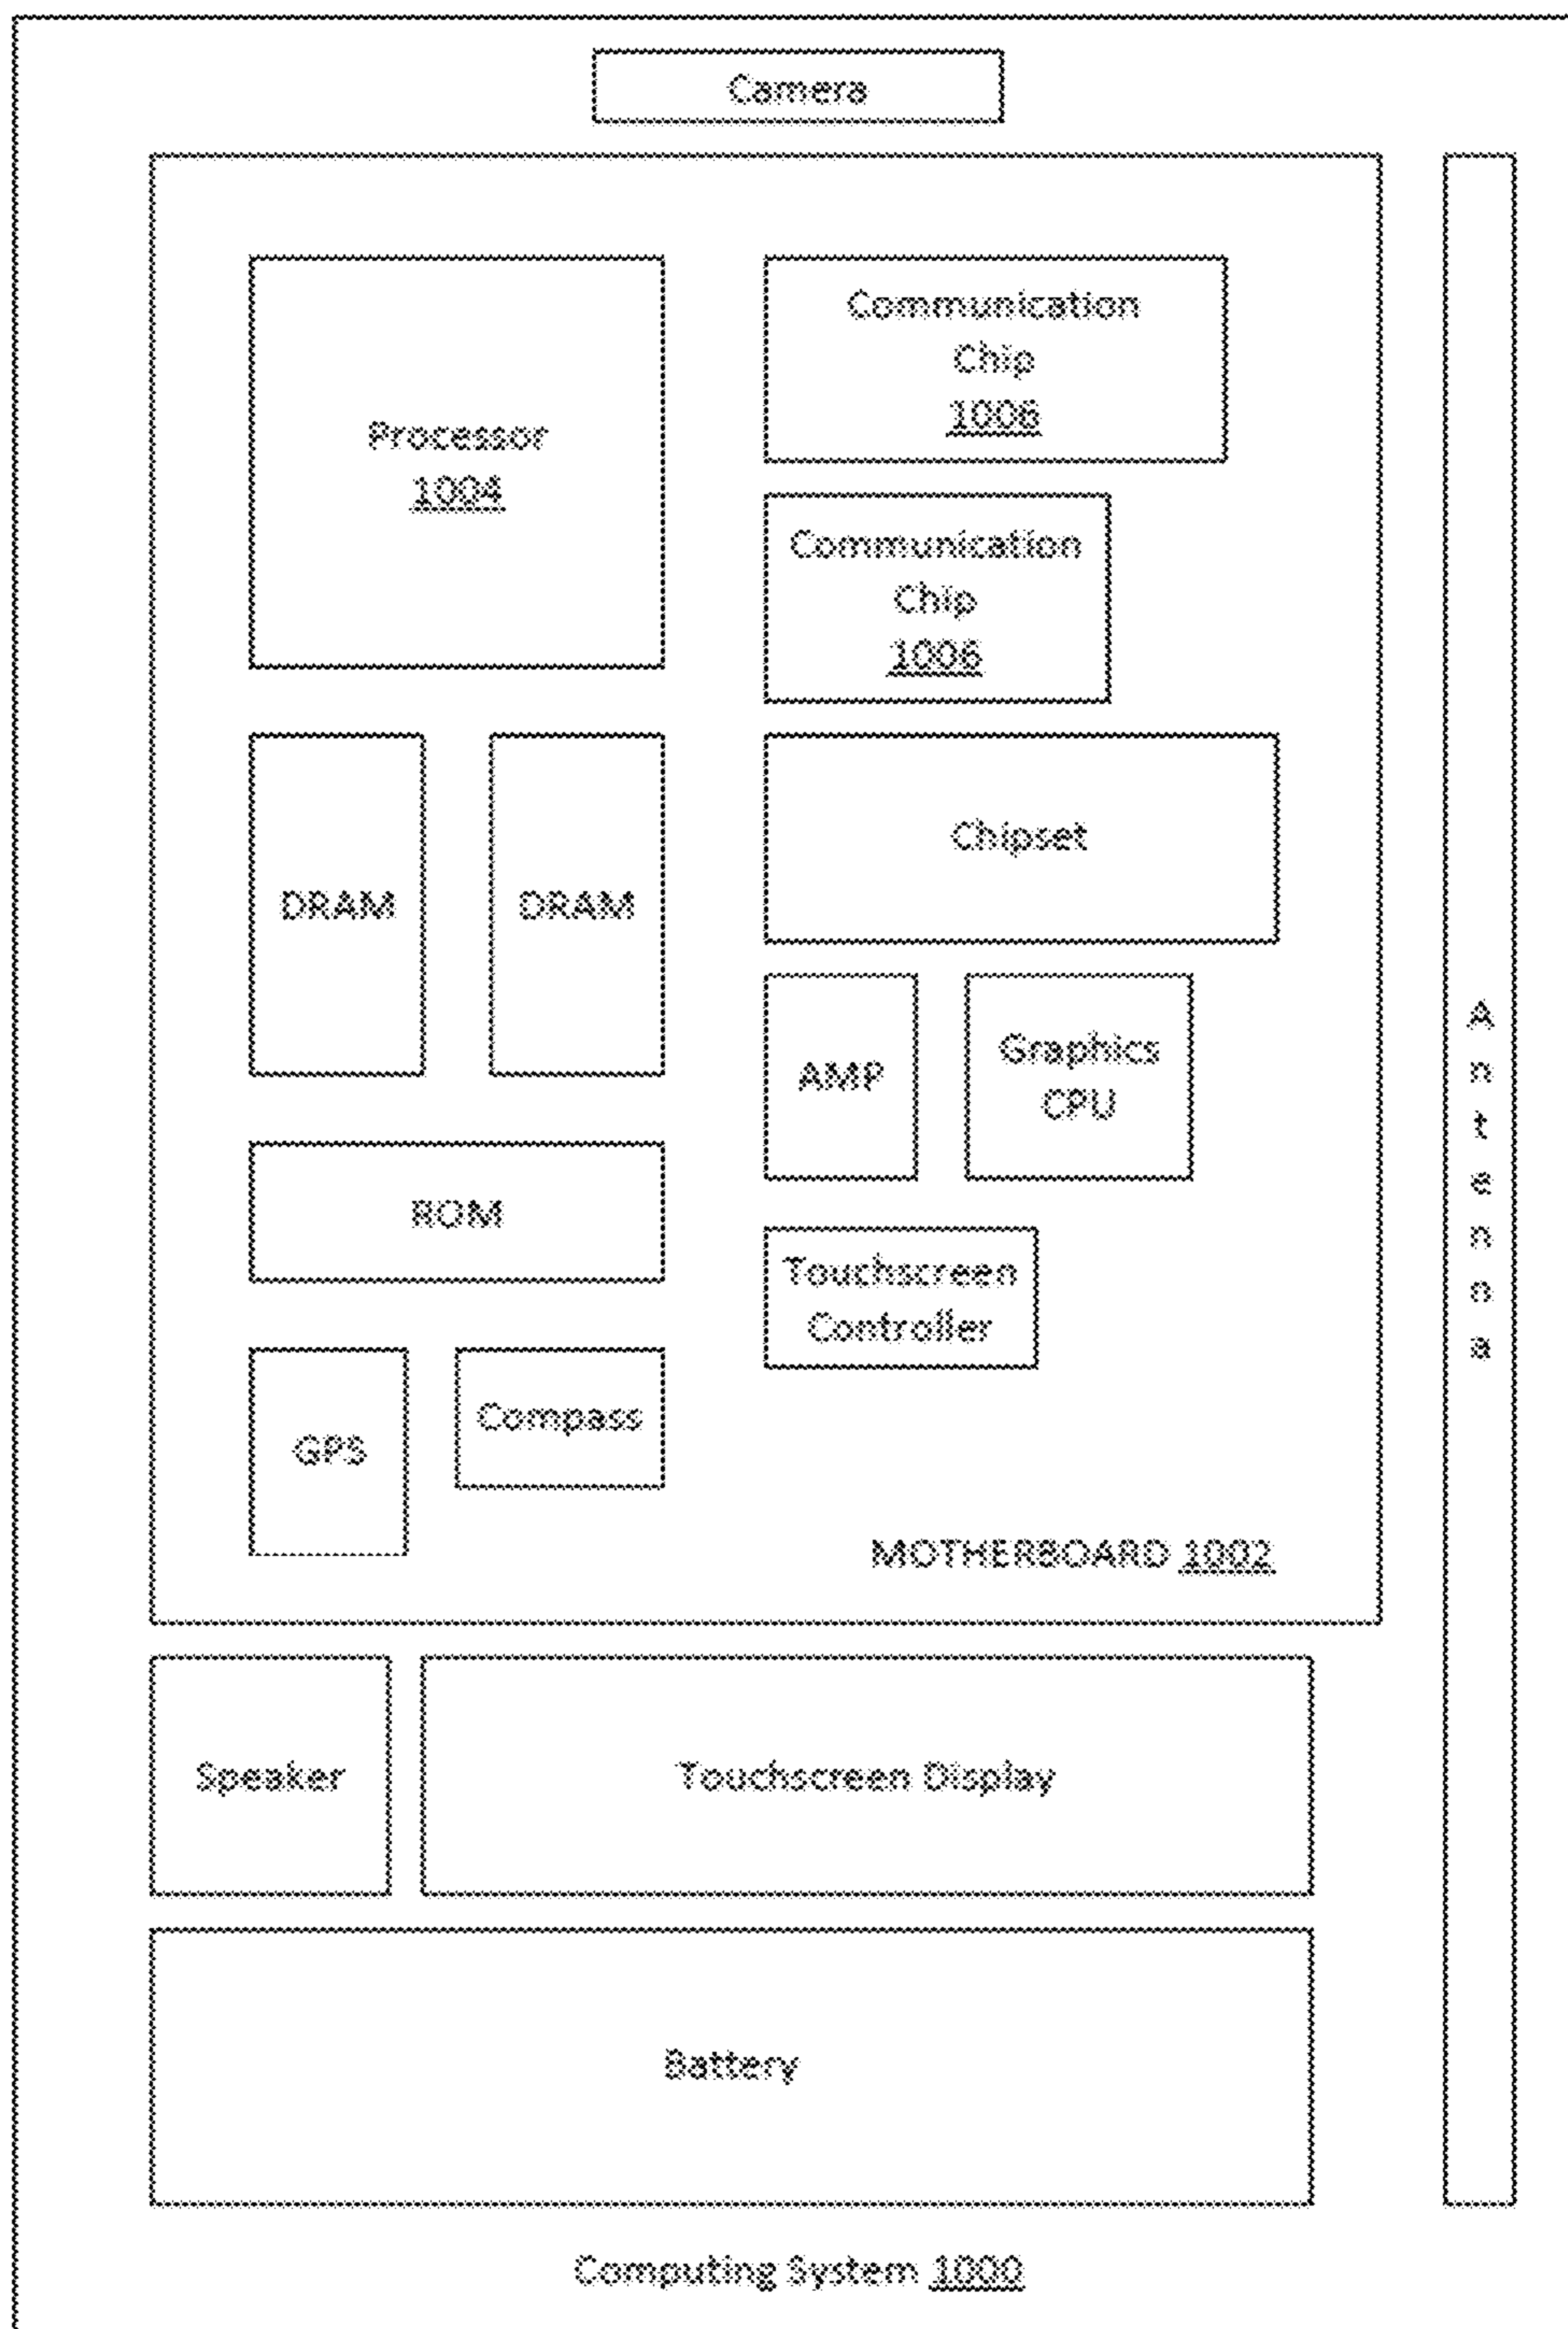 Camera
Processor
1004
Communication
Chip
1006
Communication
Chip
1006
DRAM
DRAM
Chipset
AMP
Graphics
CPU
ROM
Touchscreen
Controller
GPS
Compass
MOTHERBOARD 1002
Antenna
Speaker
Touchscreen Display
Battery
Computing System 1000